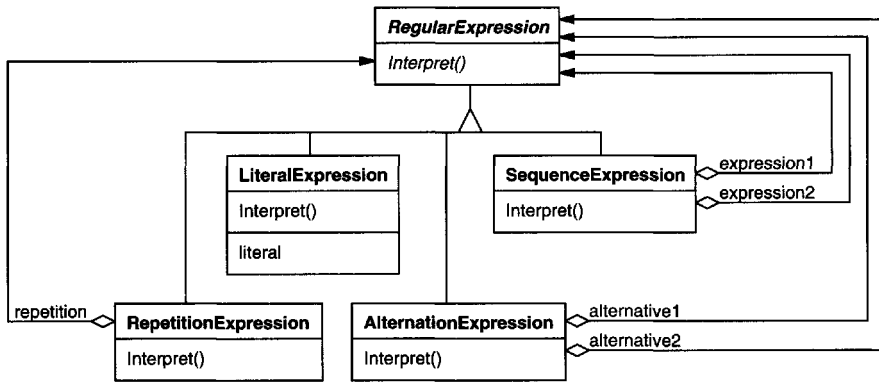 RegularExpression
Interpret()
LiteralExpression
Interpret()
literal
SequenceExpression
Interpret()
expression1
expression2
repetition
RepetitionExpression
Interpret()
AlternationExpression
Interpret()
alternative1
alternative2